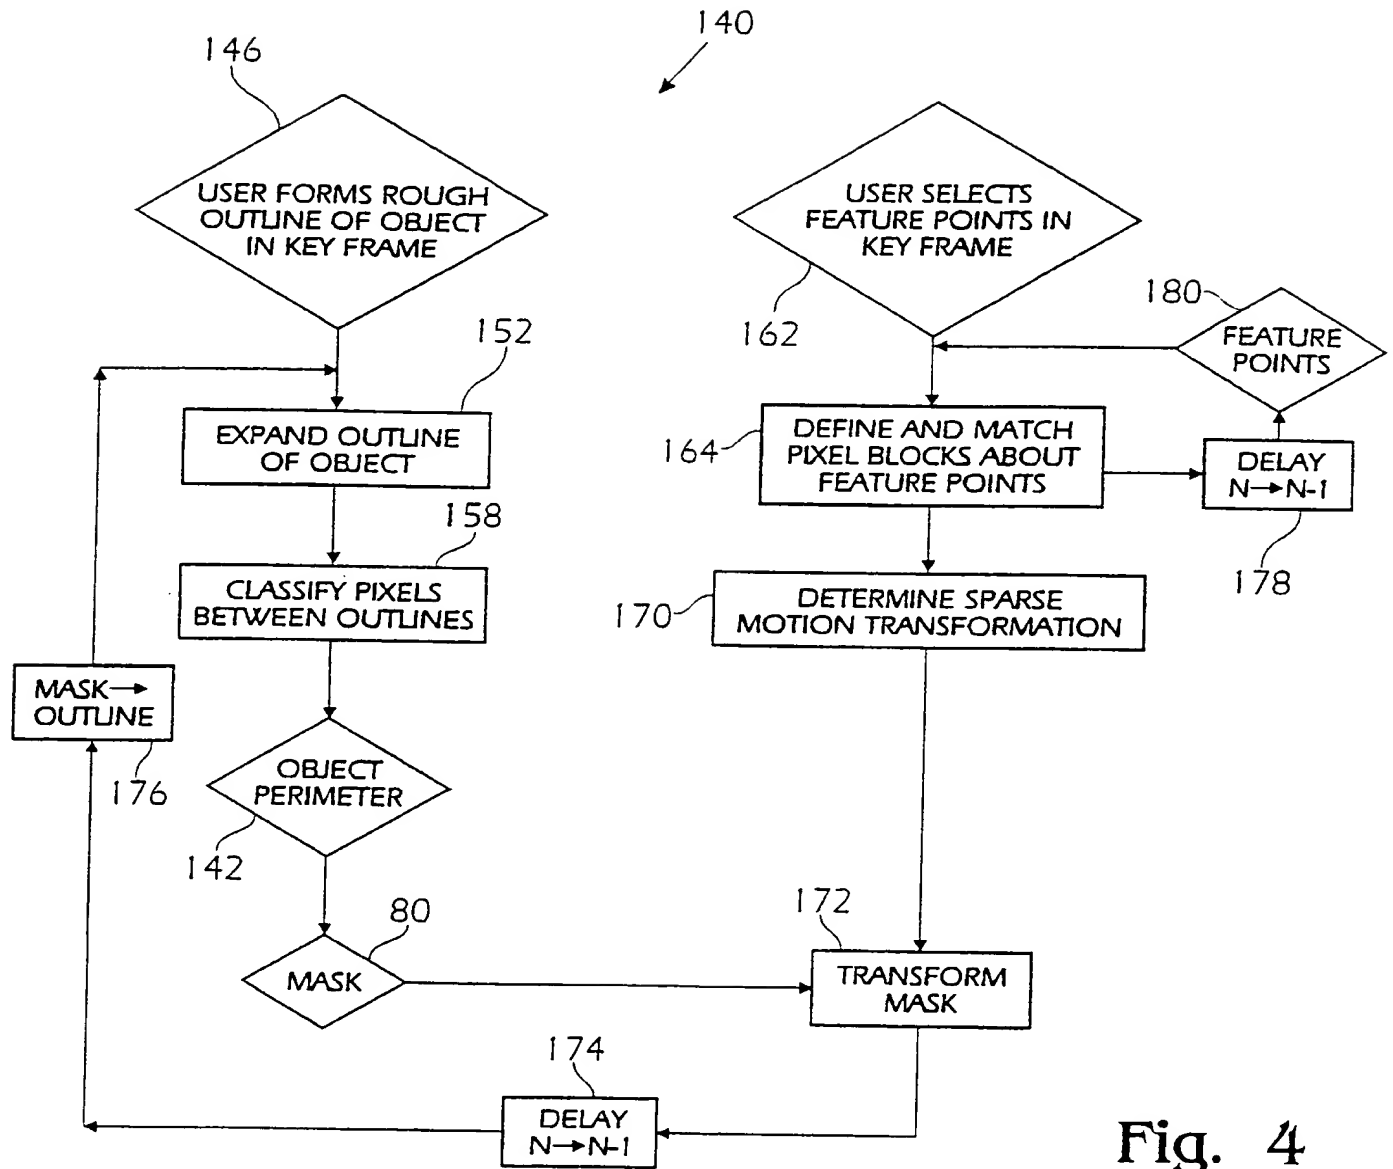 140
146
USER FORMS ROUGH
OUTLINE OF OBJECT
IN KEY FRAME
USER SELECTS
FEATURE POINTS IN
KEY FRAME
162
180
FEATURE
POINTS
152
EXPAND OUTLINE
OF OBJECT
164
DEFINE AND MATCH
PIXEL BLOCKS ABOUT
FEATURE POINTS
DELAY
N→N-1
178
158
CLASSIFY PIXELS
BETWEEN OUTLINES
170
DETERMINE SPARSE
MOTION TRANSFORMATION
MASK→
OUTLINE
176
OBJECT
PERIMETER
142
80
MASK
172
TRANSFORM
MASK
174
DELAY
N→N-1
Fig. 4